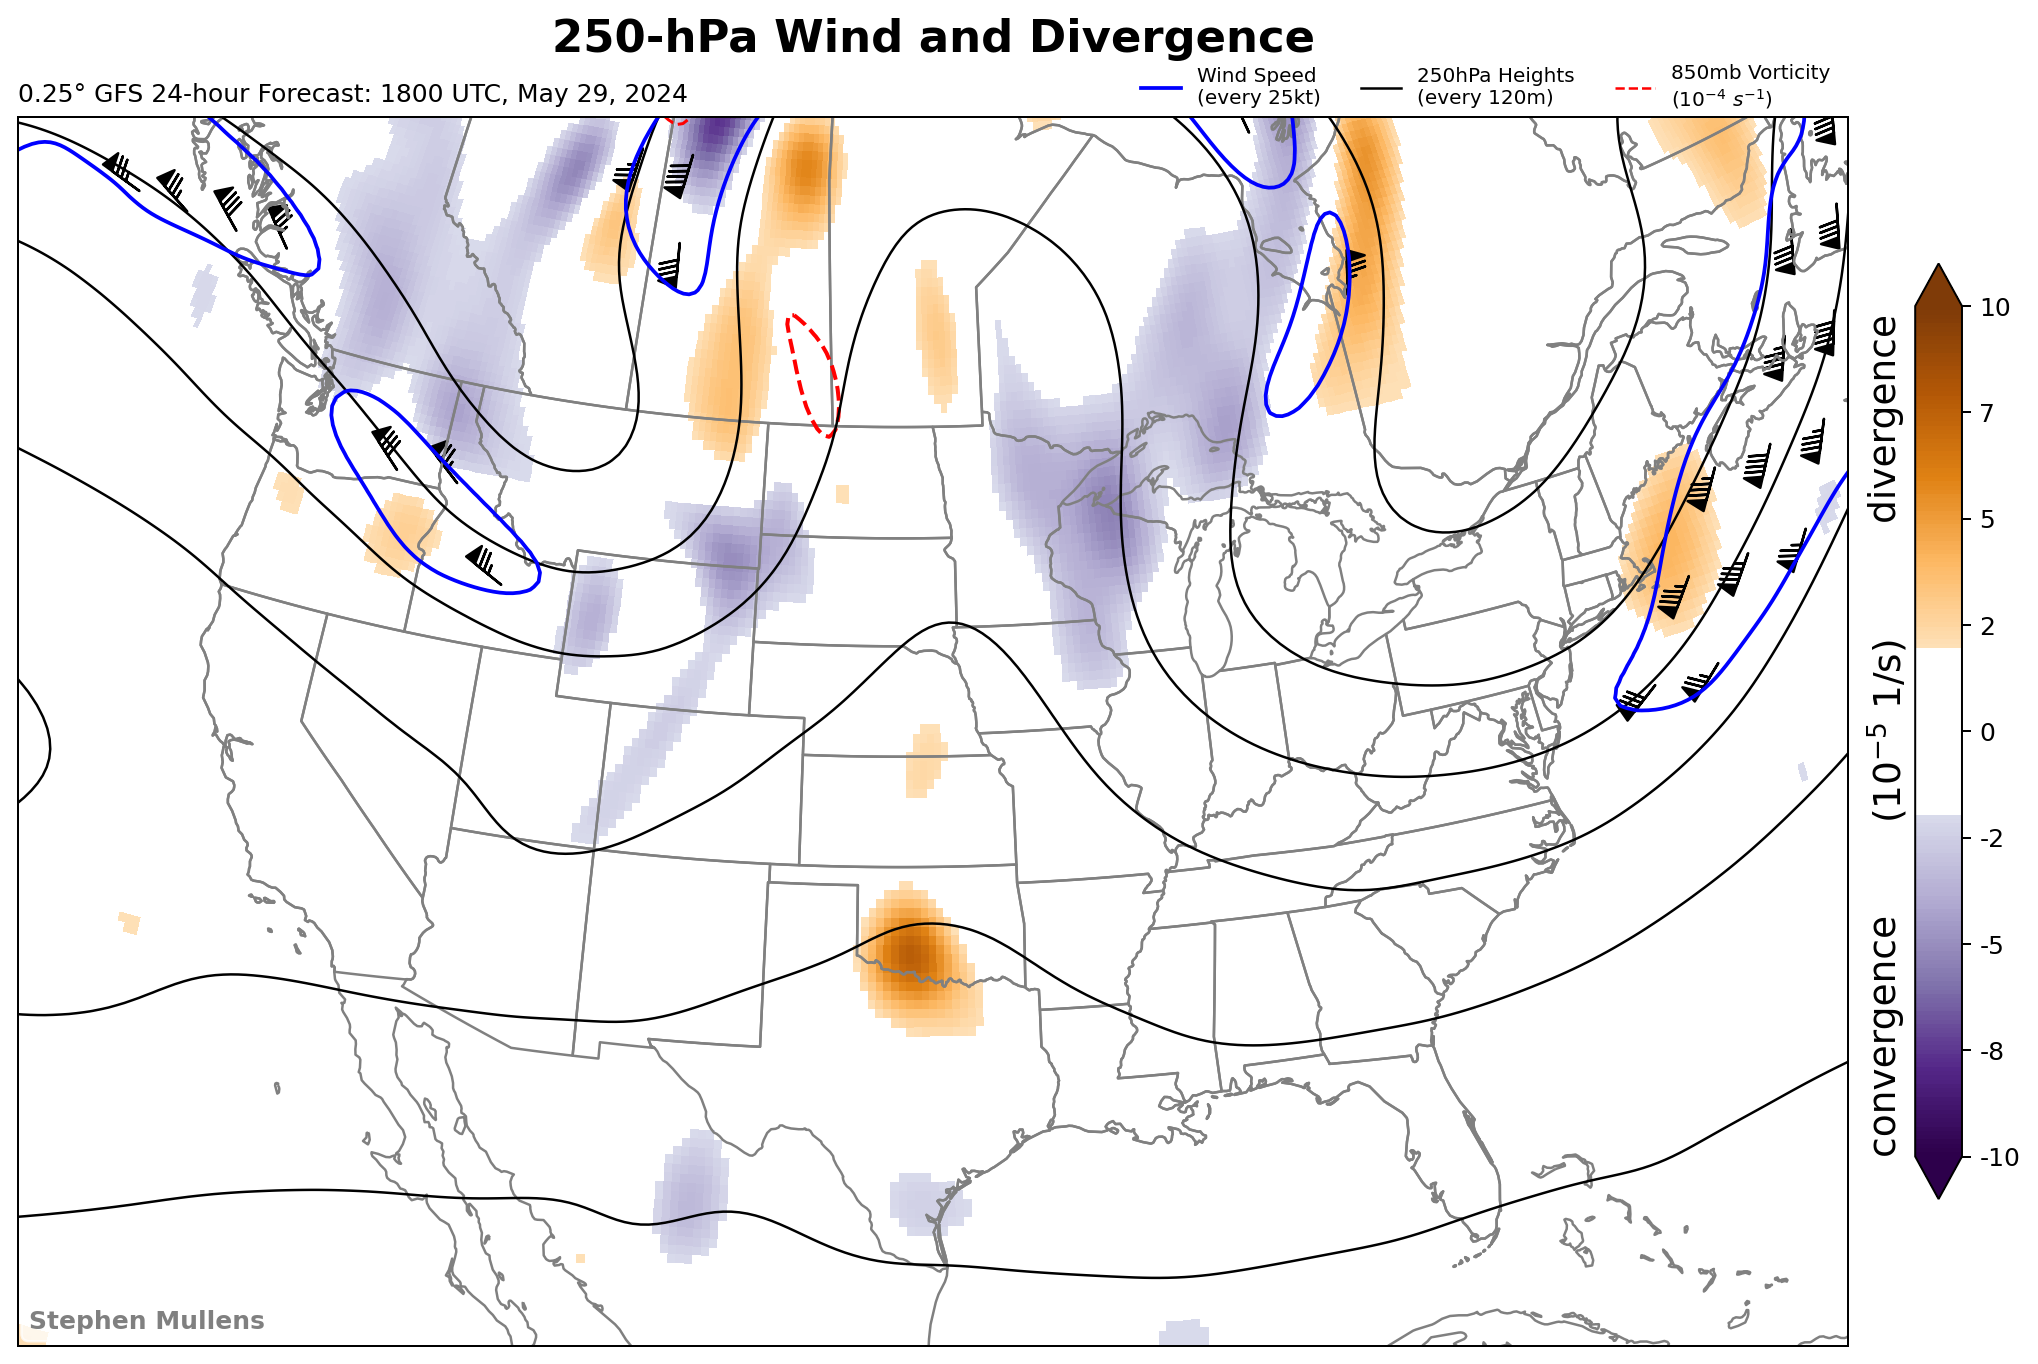 250-hPa Wind and Divergence
0.25° GFS 24-hour Forecast: 1800 UTC, May 29, 2024
Wind Speed
(every 25kt)
250hPa Heights
(every 120m)
850mb Vorticity
(10⁻⁴ s⁻¹)
10
7
5
2
0
-2
-5
-8
-10
convergence (10⁻⁵ 1/s) divergence
Stephen Mullens